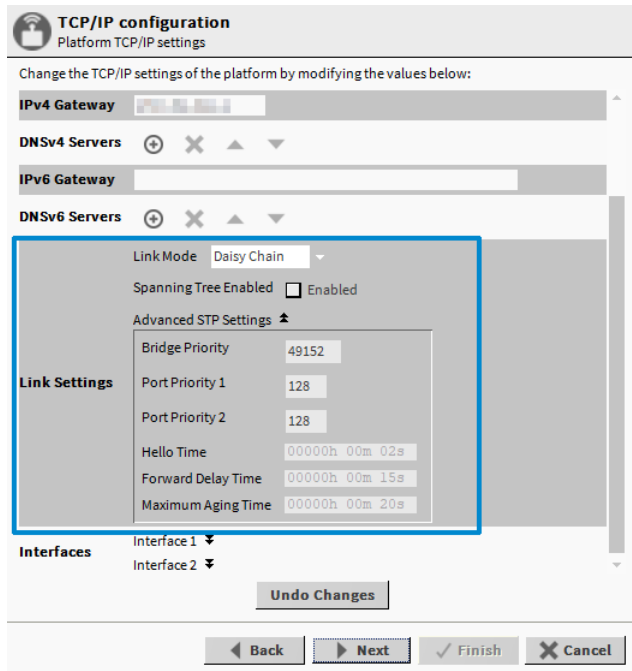 TCP/IP configuration
Platform TCP/IP settings
Change the TCP/IP settings of the platform by modifying the values below:
IPv4 Gateway
DNSv4 Servers
IPv6 Gateway
DNSv6 Servers
Link Mode Daisy Chain
Spanning Tree Enabled Enabled
Advanced STP Settings
Bridge Priority 49152
Link Settings
Port Priority 1 128
Port Priority 2 128
Hello Time 00000h 00m 02s
Forward Delay Time 00000h 00m 15s
Maximum Aging Time 00000h 00m 20s
Interfaces
Interface 1
Interface 2
Undo Changes
Back Next Finish Cancel